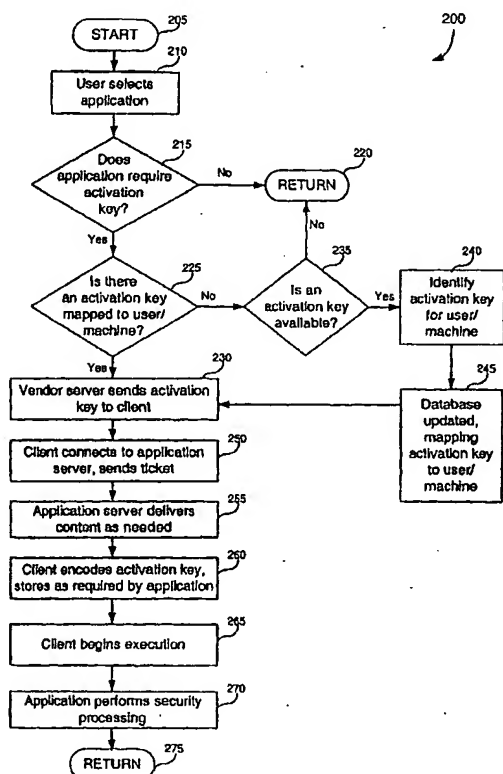 205
START
200
210
User selects
application
215
Does
application require
activation
key?
No
220
RETURN
Yes
No
225
Is there
an activation key
mapped to user/
machine?
No
235
Is an
activation key
available?
Yes
240
Identify
activation key
for user/
machine
Yes
230
Vendor server sends activation
key to client
245
Database
updated,
mapping
activation key
to user/
machine
250
Client connects to application
server, sends ticket
255
Application server delivers
content as needed
260
Client encodes activation key,
stores as required by application
265
Client begins execution
270
Application performs security
processing
RETURN
275